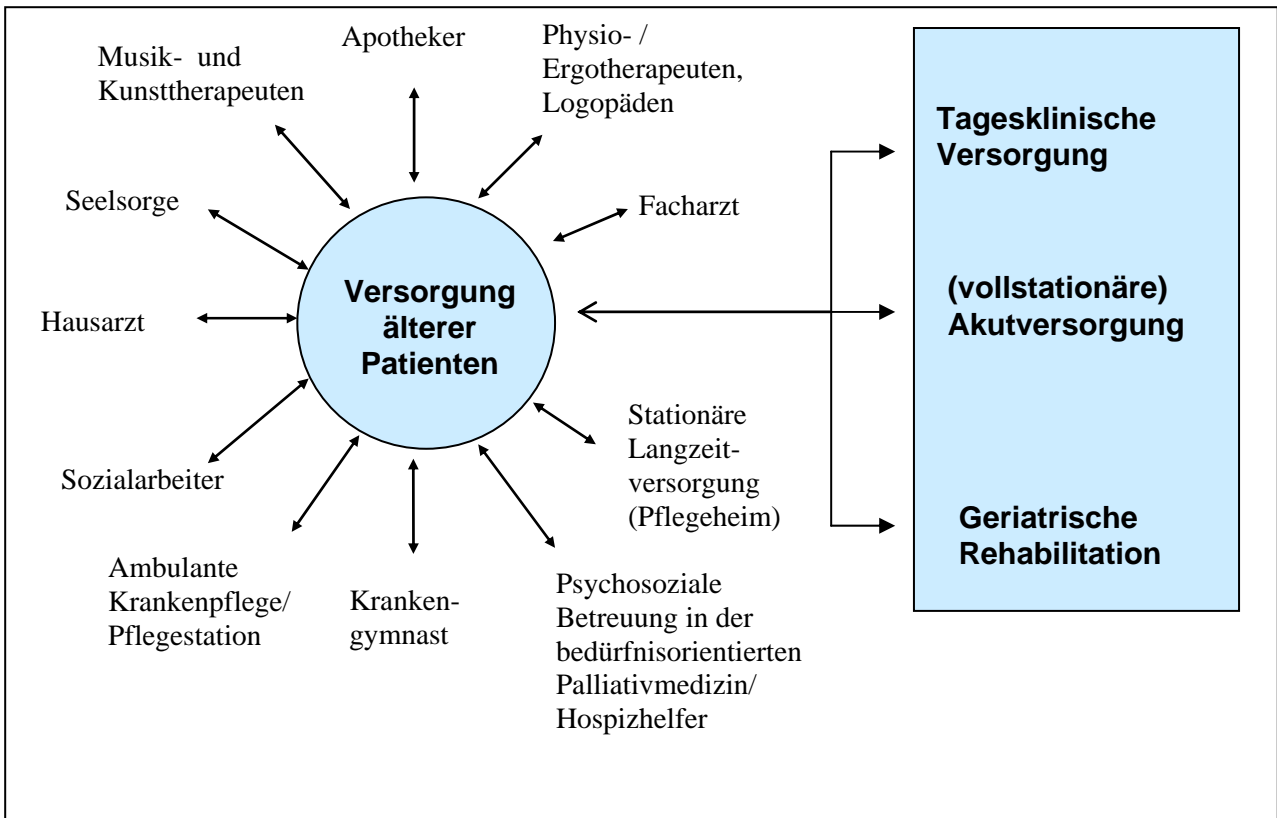 Apotheker
Physio- /
Ergotherapeuten,
Logopäden
Musik- und
Kunsttherapeuten
Seelsorge
Facharzt
Hausarzt
Versorgung
älterer
Patienten
Sozialarbeiter
Stationäre
Langzeit-
versorgung
(Pflegeheim)
Ambulante
Krankenpflege/
Pflegestation
Kranken-
gymnast
Psychosoziale
Betreuung in der
bedürfnisorientierten
Palliativmedizin/
Hospizhelfer
Tagesklinische
Versorgung
(vollstationäre)
Akutversorgung
Geriatrische
Rehabilitation